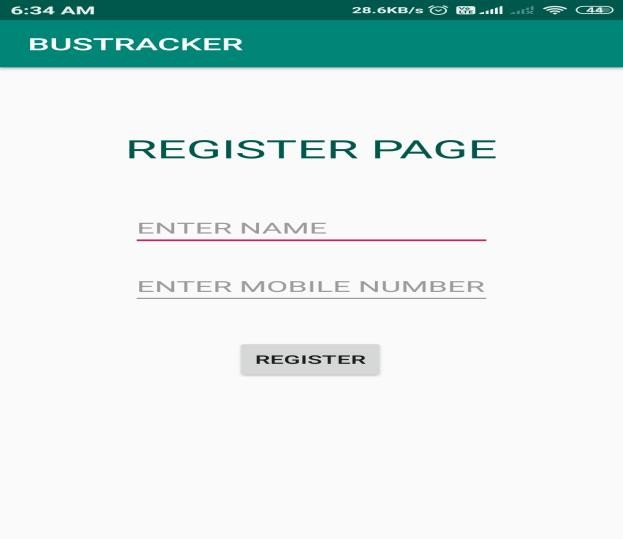 6:34 AM 28.6KB/s 44
BUSTRACKER
REGISTER PAGE
ENTER NAME
ENTER MOBILE NUMBER
REGISTER